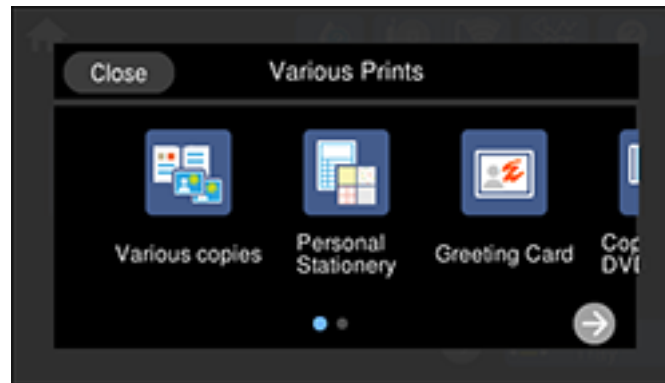 Close
Various Prints
Various copies
Personal
Stationery
Greeting Card